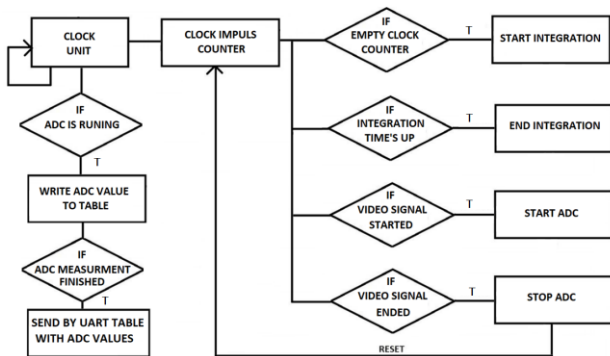 CLOCK
UNIT
CLOCK IMPULS
COUNTER
IF
EMPTY CLOCK
COUNTER
T
START INTEGRATION
IF
ADC IS RUNING
T
IF
INTEGRATION
TIME'S UP
T
END INTEGRATION
WRITE ADC VALUE
TO TABLE
IF
VIDEO SIGNAL
STARTED
T
START ADC
IF
ADC MEASURMENT
FINISHED
T
IF
VIDEO SIGNAL
ENDED
T
STOP ADC
SEND BY UART TABLE
WITH ADC VALUES
RESET